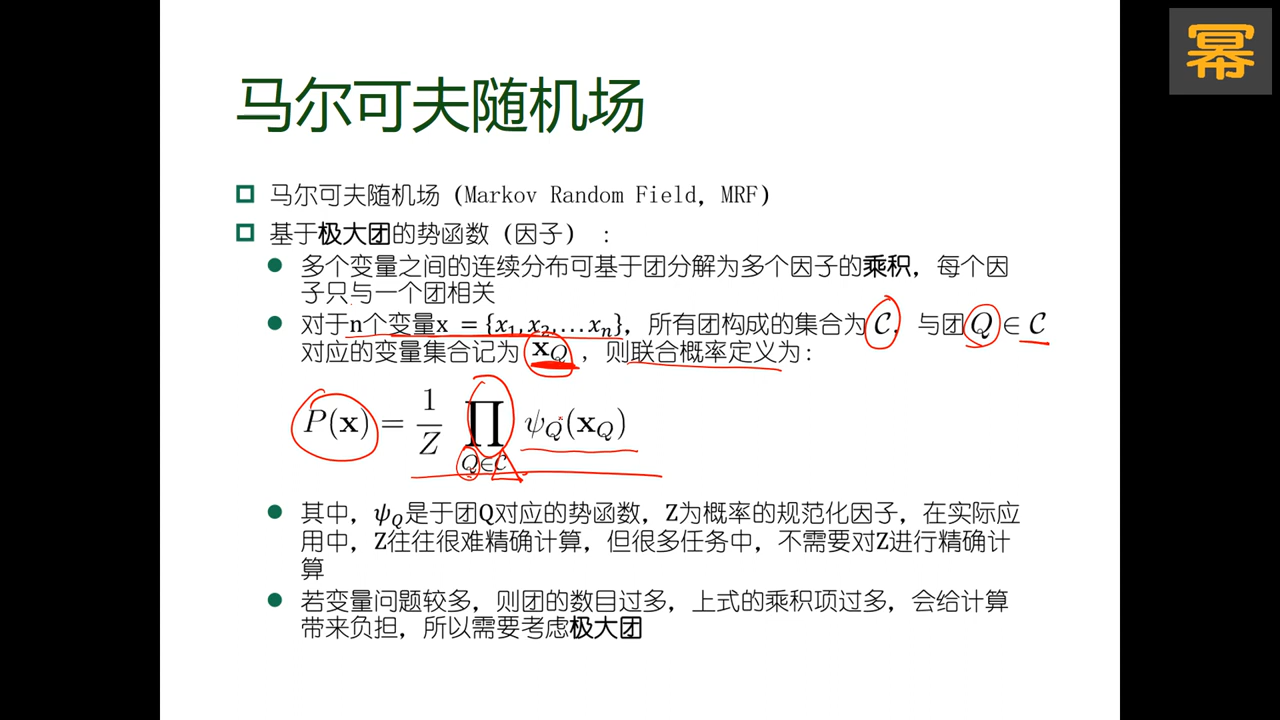 幂
马尔可夫随机场
马尔可夫随机场（Markov Random Field, MRF）
基于极大团的势函数（因子）：
多个变量之间的连续分布可基于团分解为多个因子的乘积，每个因
子只与一个团相关
对于n个变量x = {x₁,x₂,...xₙ}，所有团构成的集合为 𝒞，与团 Q ∈ 𝒞
对应的变量集合记为 x_Q ，则联合概率定义为：
P(x) = 1/Z ∏_{Q∈𝒞} ψ_Q(x_Q)
其中，ψ_Q是于团Q对应的势函数，Z为概率的规范化因子，在实际应
用中，Z往往很难精确计算，但很多任务中，不需要对Z进行精确计
算
若变量问题较多，则团的数目过多，上式的乘积项过多，会给计算
带来负担，所以需要考虑极大团